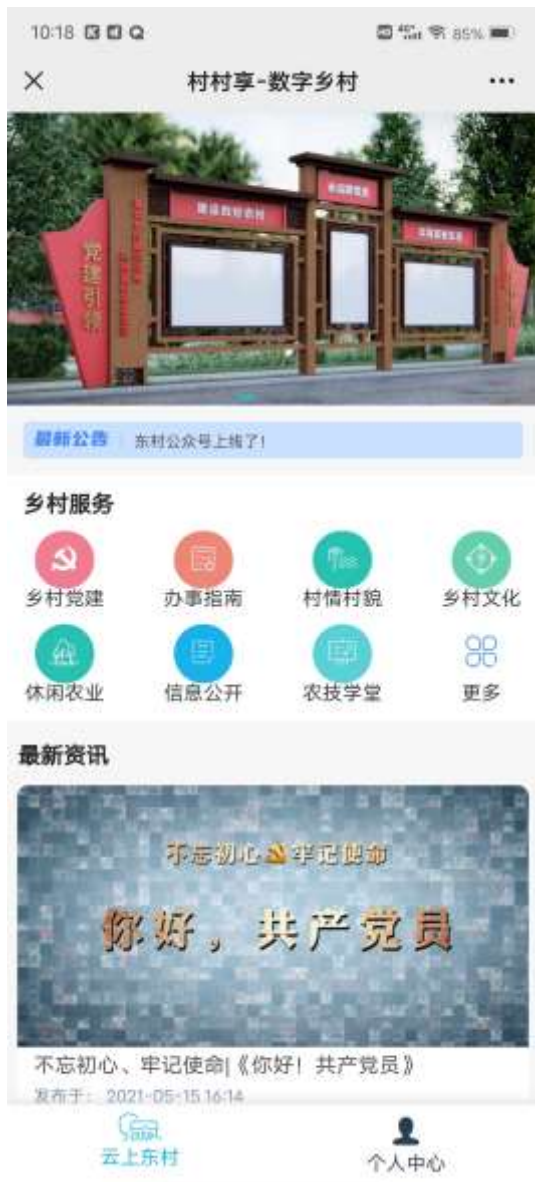 10:18
85%
村村享-数字乡村
党建引领
最新公告 东村公众号上线了!
乡村服务
乡村党建 办事指南 村情村貌 乡村文化
休闲农业 信息公开 农技学堂 更多
最新资讯
不忘初心 牢记使命
你好，共产党员
不忘初心、牢记使命|《你好！共产党员》
发布于： 2021-05-15 16:14
云上东村 个人中心